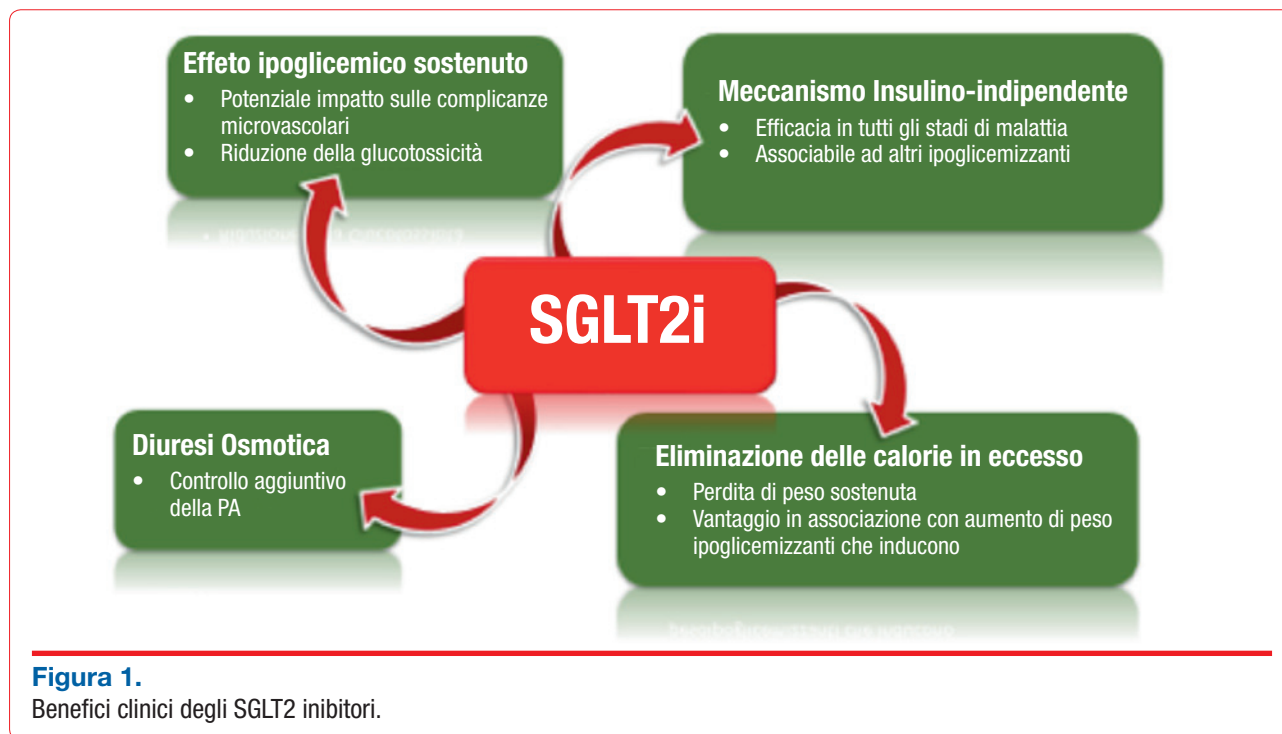 Effeto ipoglicemico sostenuto
• Potenziale impatto sulle complicanze
microvascolari
• Riduzione della glucotossicità
Meccanismo Insulino-indipendente
• Efficacia in tutti gli stadi di malattia
• Associabile ad altri ipoglicemizzanti
SGLT2i
Diuresi Osmotica
• Controllo aggiuntivo
della PA
Eliminazione delle calorie in eccesso
• Perdita di peso sostenuta
• Vantaggio in associazione con aumento di peso
ipoglicemizzanti che inducono
Figura 1.
Benefici clinici degli SGLT2 inibitori.